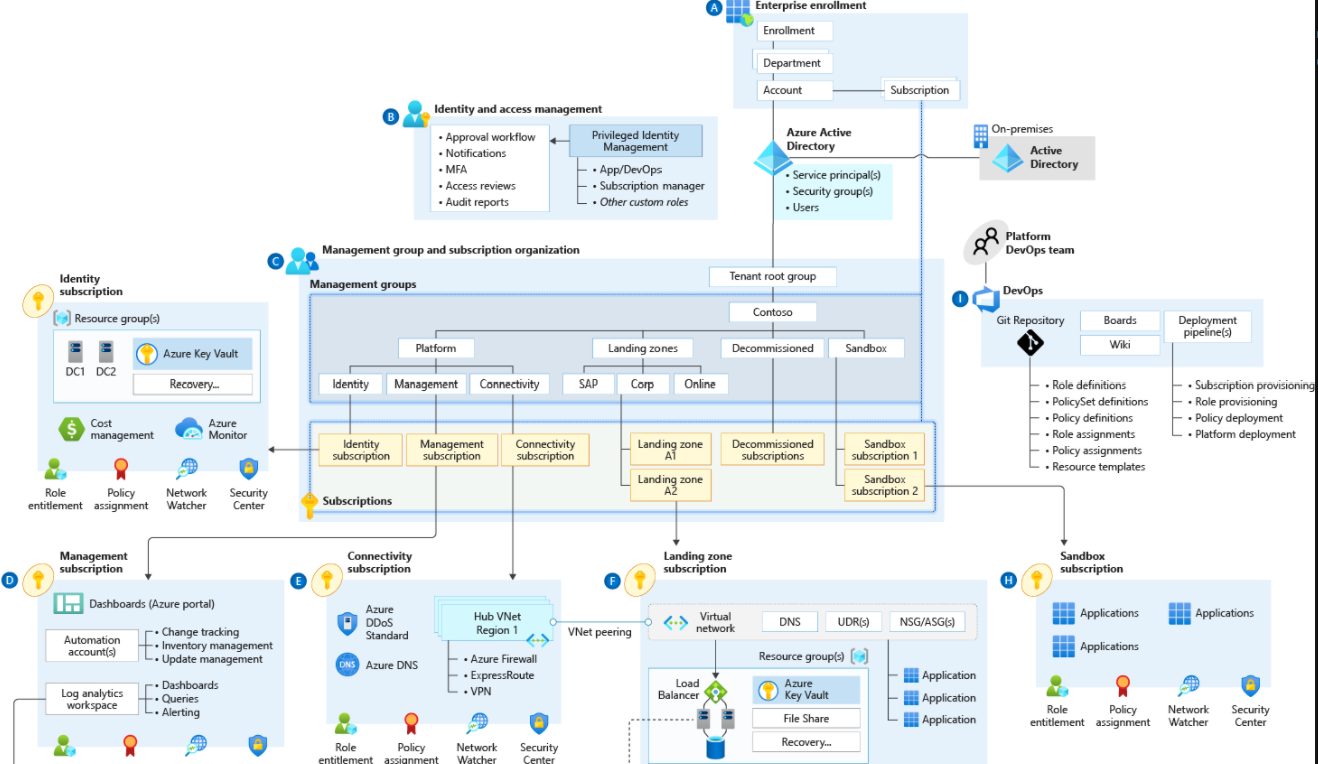 A
Enterprise enrollment
Enrollment
Department
Account
Subscription
B
Identity and access management
• Approval workflow
• Notifications
• MFA
• Access reviews
• Audit reports
Privileged Identity
Management
• App/DevOps
• Subscription manager
• Other custom roles
Azure Active
Directory
• Service principal(s)
• Security group(s)
• Users
On-premises
Active
Directory
Platform
DevOps team
C
Management group and subscription organization
Management groups
Tenant root group
Contoso
Platform
Landing zones
Decommissioned
Sandbox
Identity
Management
Connectivity
SAP
Corp
Online
Identity
subscription
Management
subscription
Connectivity
subscription
Landing zone
A1
Landing zone
A2
Decommissioned
subscriptions
Sandbox
subscription 1
Sandbox
subscription 2
Subscriptions
Identity
subscription
Resource group(s)
DC1
DC2
Azure Key Vault
Recovery...
Cost
management
Azure
Monitor
Role
entitlement
Policy
assignment
Network
Watcher
Security
Center
I
DevOps
Git Repository
Boards
Wiki
Deployment
pipeline(s)
• Role definitions
• PolicySet definitions
• Policy definitions
• Role assignments
• Policy assignments
• Resource templates
• Subscription provisioning
• Role provisioning
• Policy deployment
• Platform deployment
D
Management
subscription
Dashboards (Azure portal)
Automation
account(s)
• Change tracking
• Inventory management
• Update management
Log analytics
workspace
• Dashboards
• Queries
• Alerting
E
Connectivity
subscription
Azure
DDoS
Standard
DNS
Azure DNS
Hub VNet
Region 1
• Azure Firewall
• ExpressRoute
• VPN
Role
entitlement
Policy
assignment
Network
Watcher
Security
Center
VNet peering
F
Landing zone
subscription
Virtual
network
DNS
UDR(s)
NSG/ASG(s)
Resource group(s)
Load
Balancer
Azure
Key Vault
File Share
Recovery...
Application
Application
Application
H
Sandbox
subscription
Applications
Applications
Applications
Role
entitlement
Policy
assignment
Network
Watcher
Security
Center